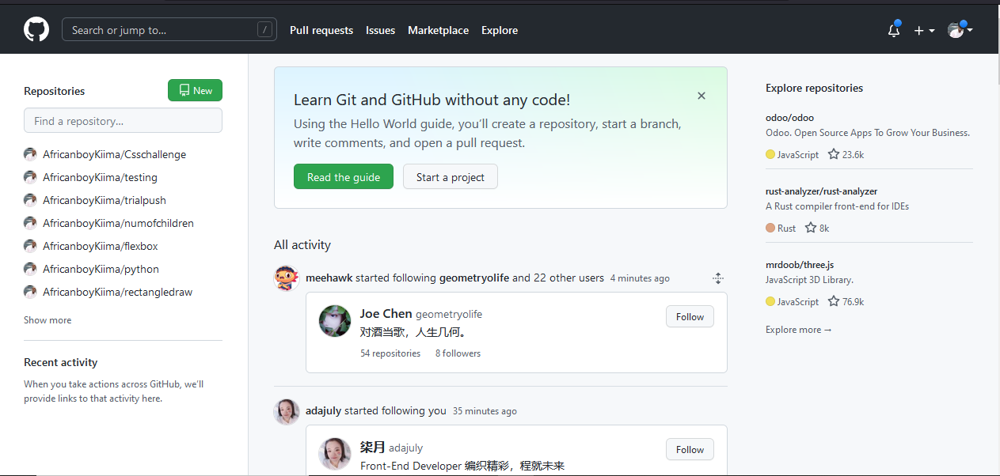 Search or jump to...
/
Pull requests
Issues
Marketplace
Explore
Repositories
New
Find a repository...
AfricanboyKiima/Csschallenge
AfricanboyKiima/testing
AfricanboyKiima/trialpush
AfricanboyKiima/numofchildren
AfricanboyKiima/flexbox
AfricanboyKiima/python
AfricanboyKiima/rectangledraw
Show more
Recent activity
When you take actions across GitHub, we'll
provide links to that activity here.
Learn Git and GitHub without any code!
Using the Hello World guide, you'll create a repository, start a branch,
write comments, and open a pull request.
Read the guide
Start a project
All activity
meehawk started following geometryolife and 22 other users 4 minutes ago
Joe Chen geometryolife
Follow
对酒当歌，人生几何。
54 repositories 8 followers
adajuly started following you 35 minutes ago
柒月 adajuly
Follow
Front-End Developer 编织精彩，程就未来
Explore repositories
odoo/odoo
Odoo. Open Source Apps To Grow Your Business.
JavaScript 23.6k
rust-analyzer/rust-analyzer
A Rust compiler front-end for IDEs
Rust 8k
mrdoob/three.js
JavaScript 3D Library.
JavaScript 76.9k
Explore more →